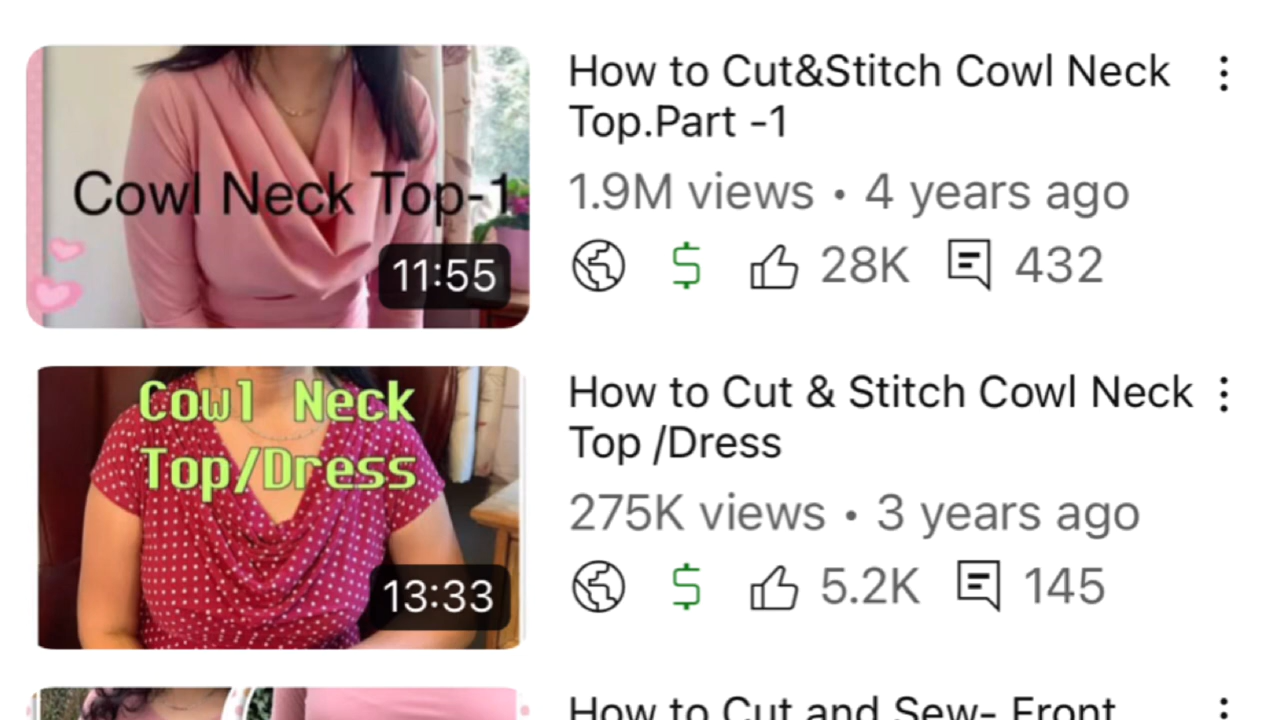 Cowl Neck Top-1
11:55
How to Cut&Stitch Cowl Neck
Top.Part -1
1.9M views • 4 years ago
$ 28K 432
Cowl Neck
Top/Dress
13:33
How to Cut & Stitch Cowl Neck
Top /Dress
275K views • 3 years ago
$ 5.2K 145
How to Cut and Sew- Front